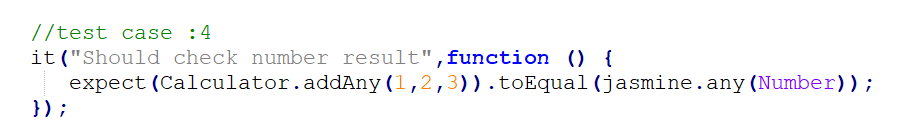 //test case :4
it("Should check number result",function () {
expect(Calculator.addAny(1,2,3)).toEqual(jasmine.any(Number));
});